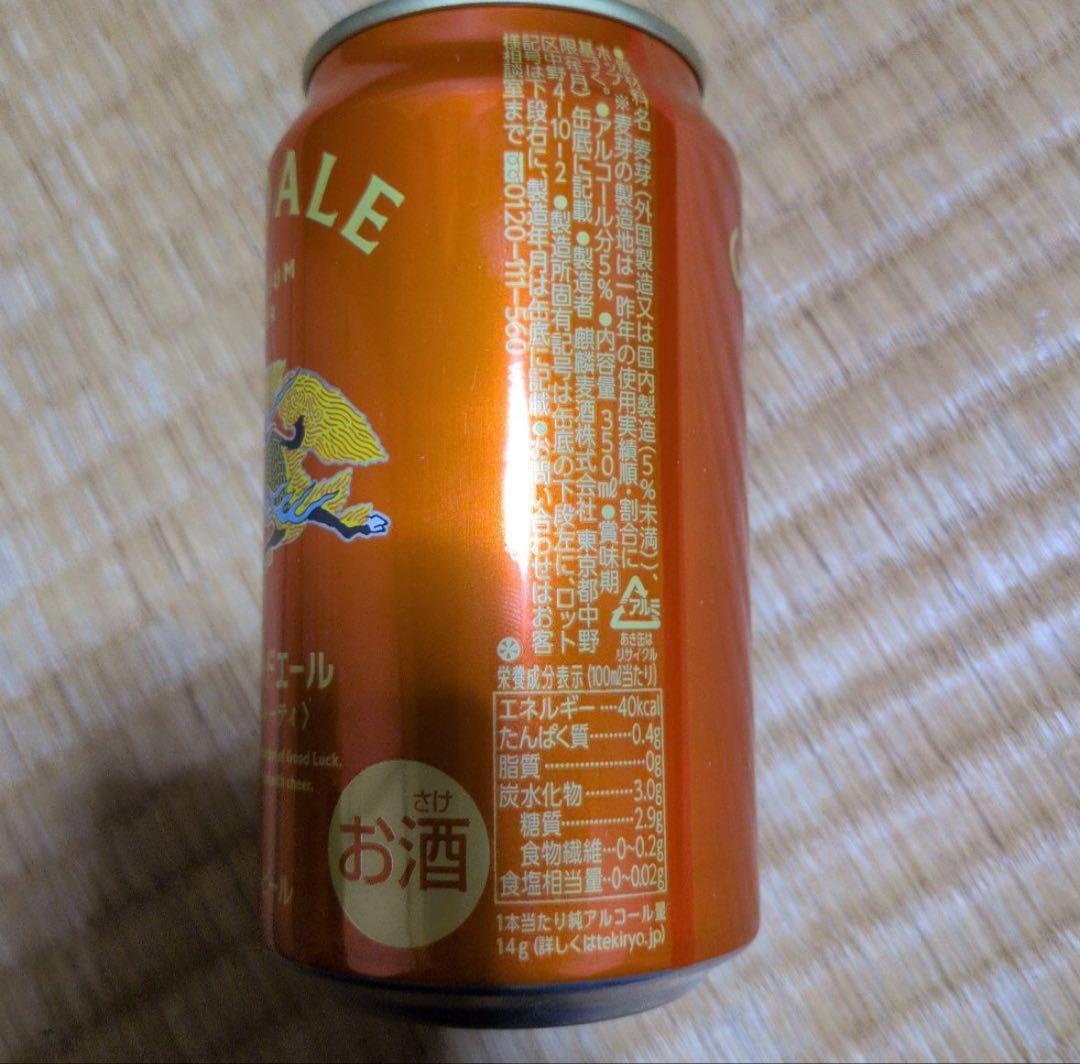 ALE
UM
エール
ティ〉
of Good Luck,
cheer.
お酒
さけ
ール
名 麦芽(外国製造又は国内製造(5%未満))、
※麦芽の製造地は一昨年の使用実績順・割合に
●アルコール分5% ●内容量 350㎖ ●賞味期
缶底に記載 ●製造者 麒麟麦酒株式会社 東京都中野
区中野4-10-2 ●製造所固有記号は缶底の下段左に、ロット
記号は下段右に、製造年月は缶底に記載 ●お問い合わせはお客
様相談室まで 0120-111-560
アルミ
あき缶は
リサイクル
栄養成分表示(100㎖当たり)
エネルギー‥‥40kcal
たんぱく質………0.4g
脂質…………………0g
炭水化物………3.0g
糖質……………2.9g
食物繊維…0~0.2g
食塩相当量…0~0.02g
1本当たり純アルコール量
14g(詳しくはtekiryo.jp)